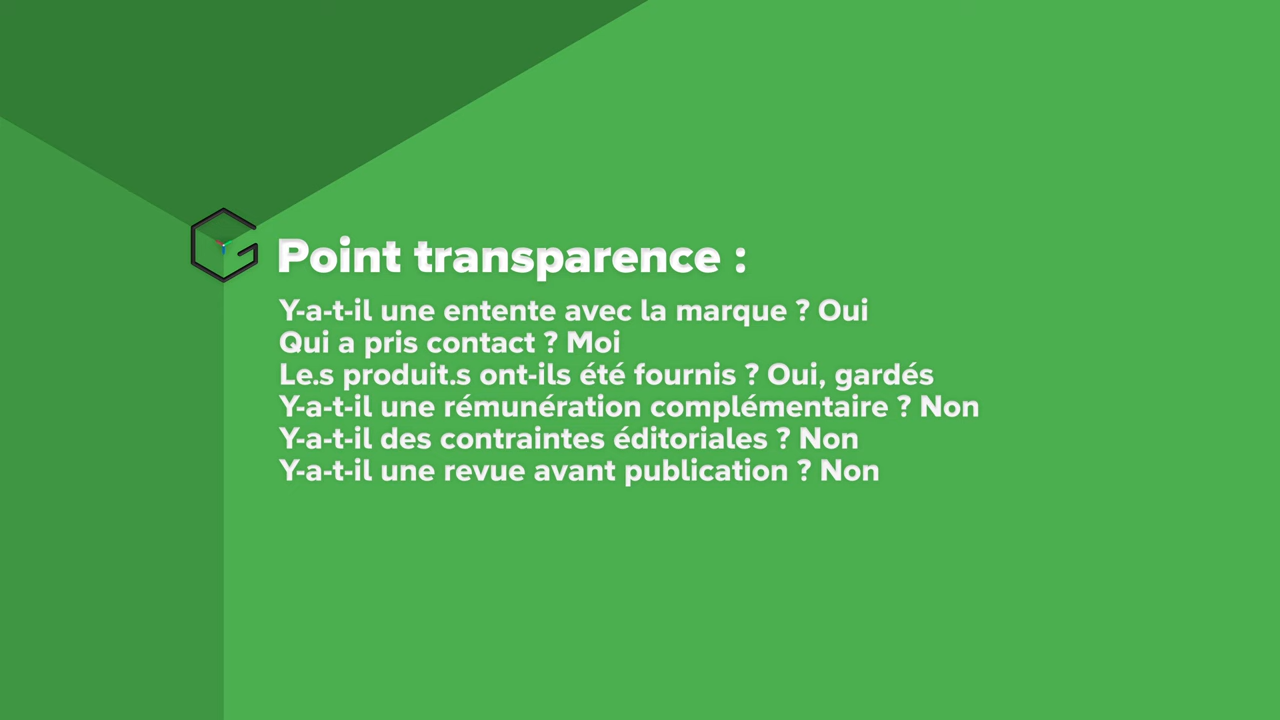 Point transparence :
Y-a-t-il une entente avec la marque ? Oui
Qui a pris contact ? Moi
Le.s produit.s ont-ils été fournis ? Oui, gardés
Y-a-t-il une rémunération complémentaire ? Non
Y-a-t-il des contraintes éditoriales ? Non
Y-a-t-il une revue avant publication ? Non